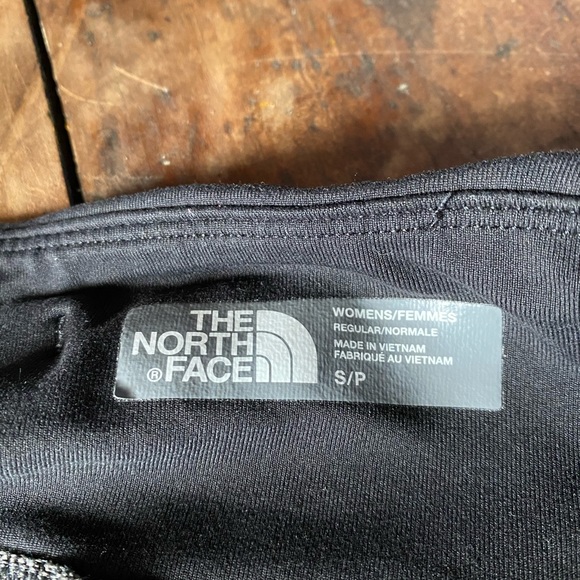 THE
NORTH
® FACE
WOMENS/FEMMES
REGULAR/NORMALE
MADE IN VIETNAM
FABRIQUÉ AU VIETNAM
S/P